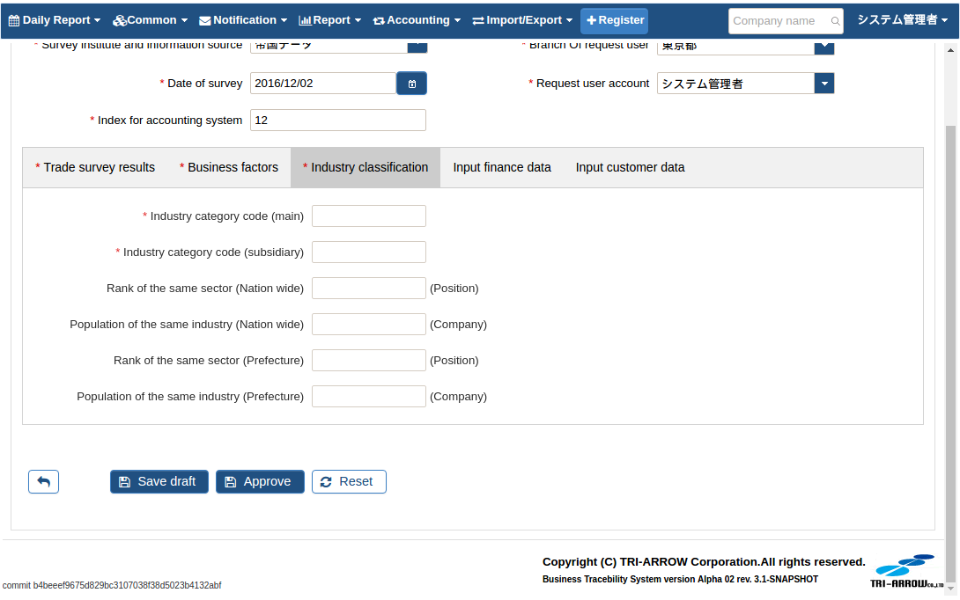 Daily Report Common Notification Report Accounting Import/Export Register Company name システム管理者
* Survey institute and information source 帝国データ * Branch Of request user 東京都
* Date of survey 2016/12/02 * Request user account システム管理者
* Index for accounting system 12
* Trade survey results * Business factors * Industry classification Input finance data Input customer data
* Industry category code (main)
* Industry category code (subsidiary)
Rank of the same sector (Nation wide) (Position)
Population of the same industry (Nation wide) (Company)
Rank of the same sector (Prefecture) (Position)
Population of the same industry (Prefecture) (Company)
Save draft Approve Reset
Copyright (C) TRI-ARROW Corporation.All rights reserved.
Business Tracebility System version Alpha 02 rev. 3.1-SNAPSHOT
TRI-ARROW Co.,LTD
commit b4beeef9675d829bc3107038f38d5023b4132abf